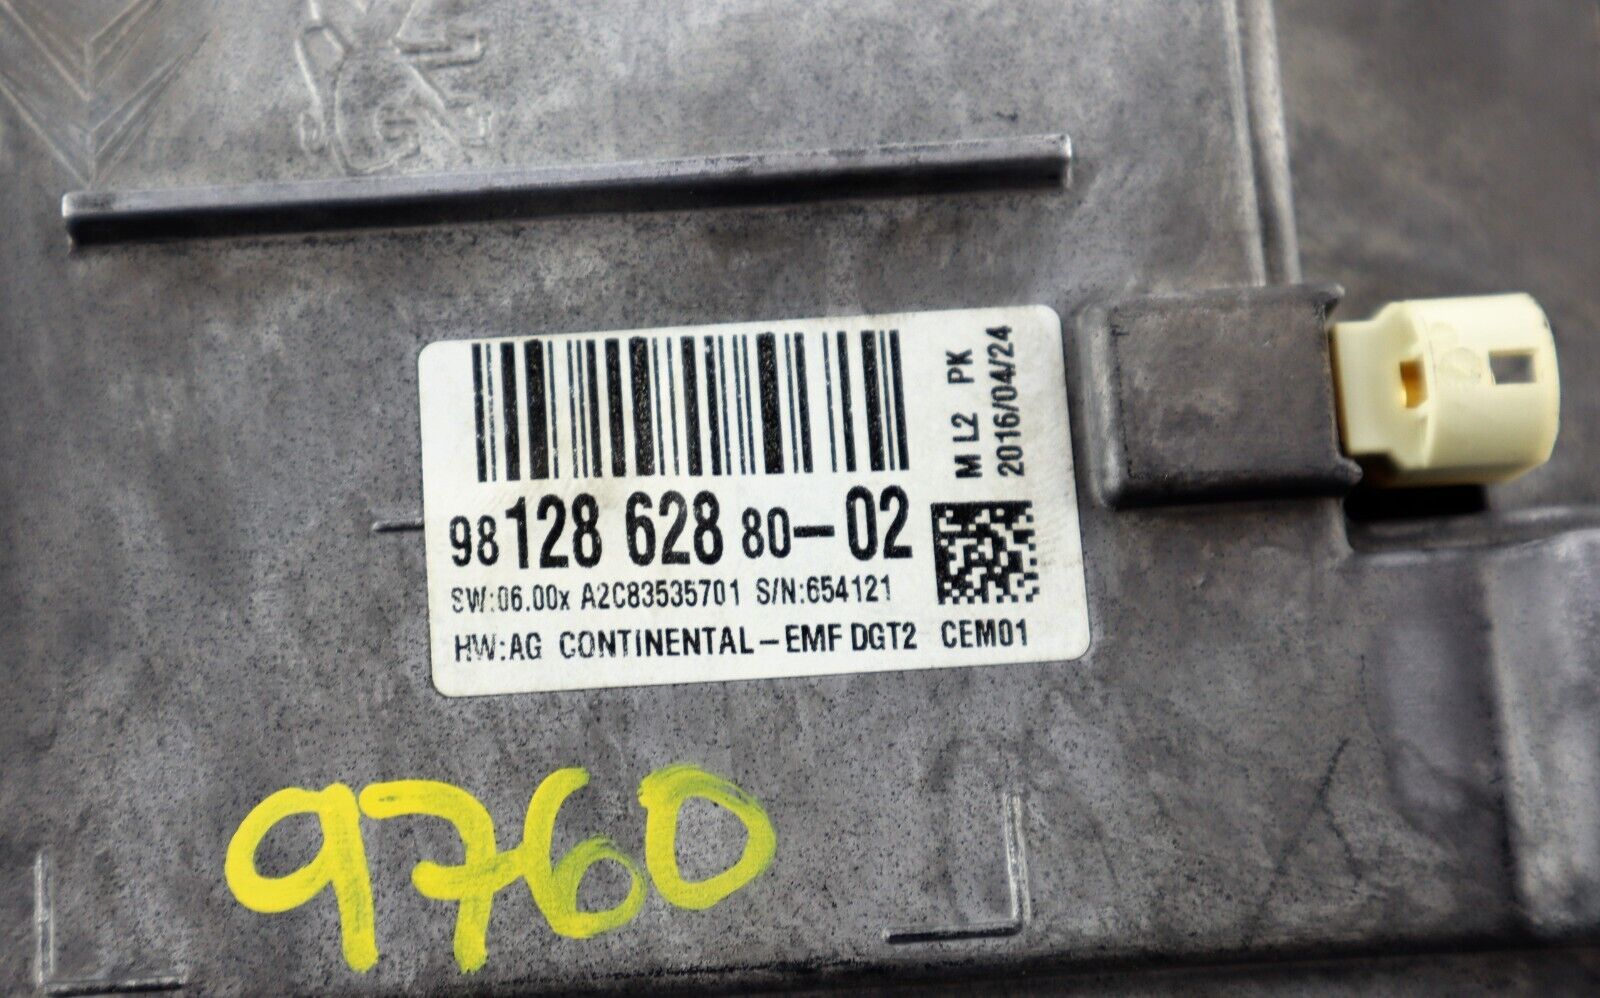 98 128 628 80-02
SW:06.00x A2C83535701 S/N:654121
HW:AG CONTINENTAL-EMF DGT2 CEM01
M L2 PK
2016/04/24
9760